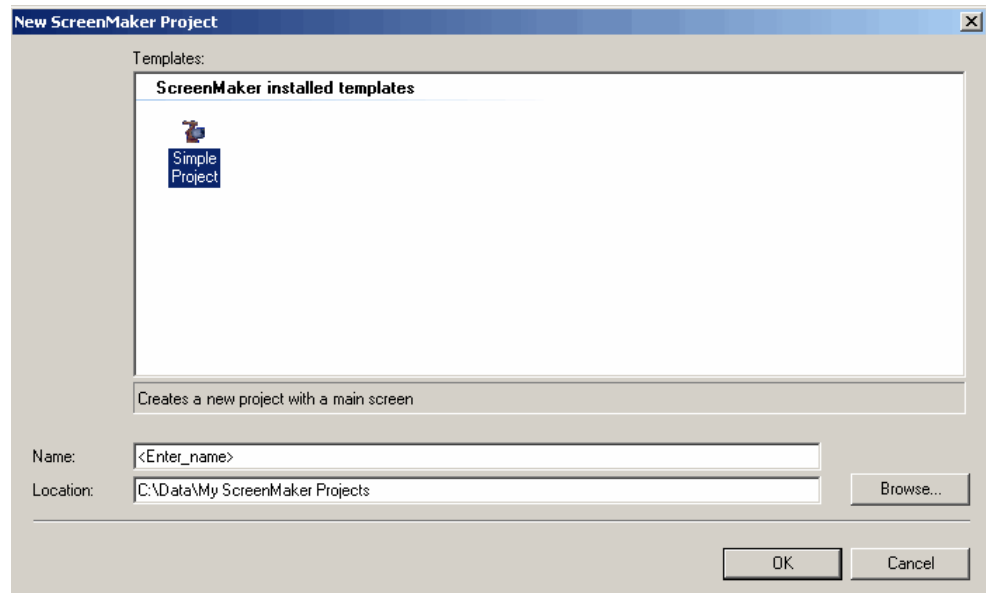 New ScreenMaker Project
Templates:
ScreenMaker installed templates
Simple
Project
Creates a new project with a main screen
Name:
<Enter_name>
Location:
C:\Data\My ScreenMaker Projects
Browse...
OK
Cancel